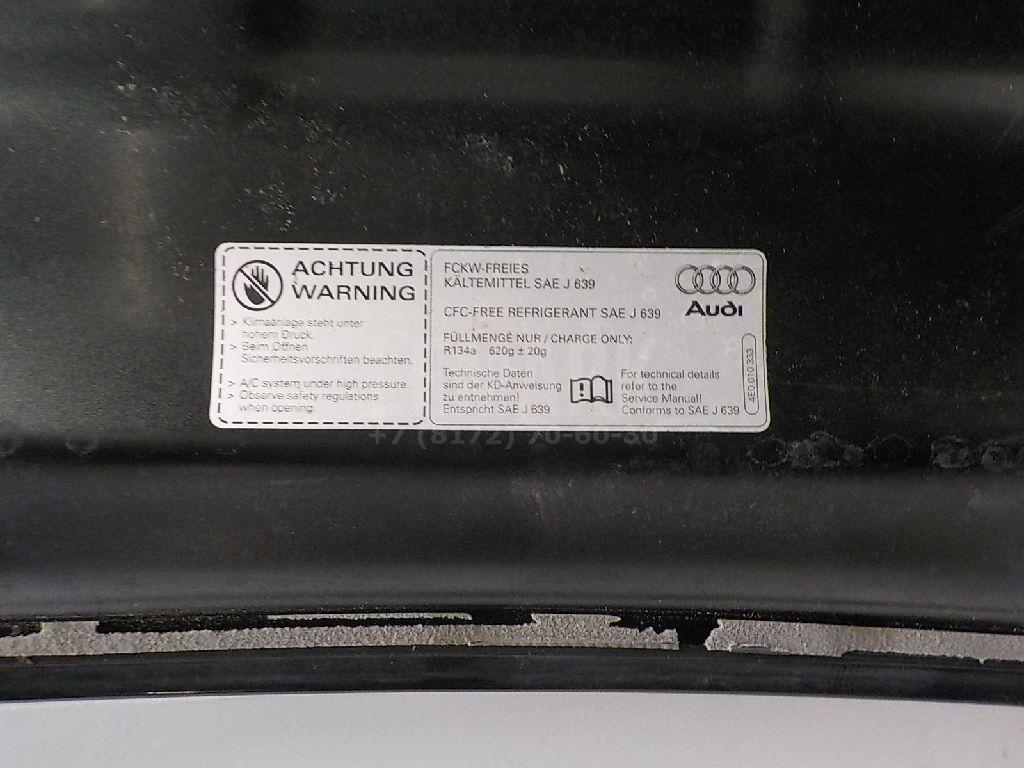 ACHTUNG
WARNING
> Klimaanlage steht unter
hohem Druck.
> Beim Öffnen
Sicherheitsvorschriften beachten.
> A/C system under high pressure.
> Observe safety regulations
when opening.
FCKW-FREIES
KÄLTEMITTEL SAE J 639
CFC-FREE REFRIGERANT SAE J 639
FÜLLMENGE NUR / CHARGE ONLY:
R134a 620g ± 20g
Technische Daten
sind der KD-Anweisung
zu entnehmen!
Entspricht SAE J 639
For technical details
refer to the
Service Manual!
Conforms to SAE J 639
Audi
4E0.010.333
+7 (8172) 70-60-80